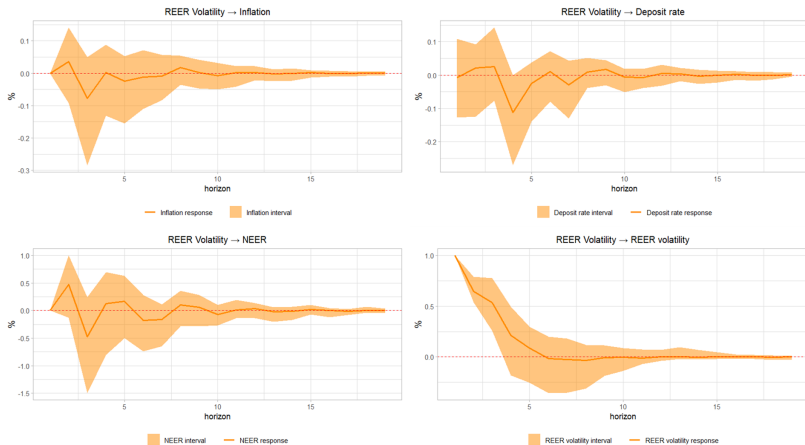 REER Volatility → Inflation
0.1
0.0
-0.1
-0.2
-0.3
%
5
10
15
horizon
Inflation response
Inflation interval
REER Volatility → Deposit rate
0.1
0.0
-0.1
-0.2
%
5
10
15
horizon
Deposit rate interval
Deposit rate response
REER Volatility → NEER
1.0
0.5
0.0
-0.5
-1.0
-1.5
%
5
10
15
horizon
NEER interval
NEER response
REER Volatility → REER volatility
1.0
0.5
0.0
%
5
10
15
horizon
REER volatility interval
REER volatility response